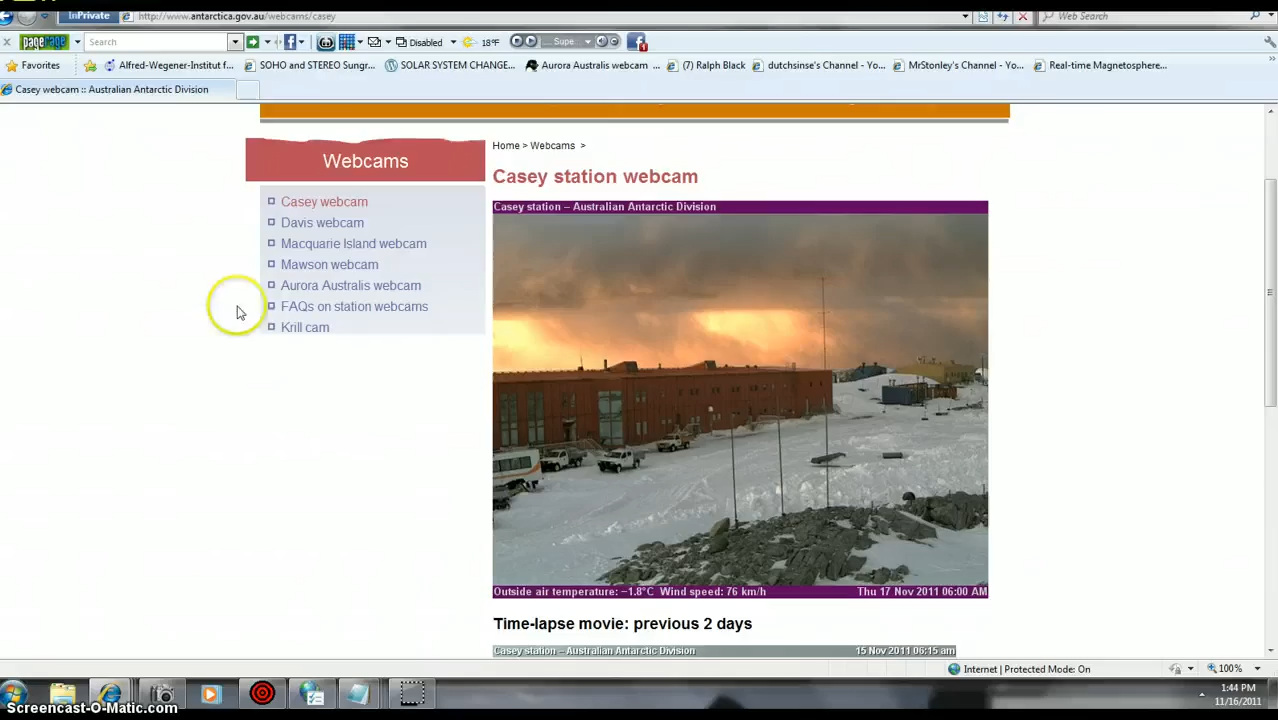 InPrivate http://www.antarctica.gov.au/webcams/casey Web Search
pagerage Search Disabled 18°F Supe 1
Favorites Alfred-Wegener-Institut f... SOHO and STEREO Sungr... SOLAR SYSTEM CHANGE... Aurora Australis webcam ... (7) Ralph Black dutchsinse's Channel - Yo... MrStonley's Channel - Yo... Real-time Magnetosphere...
Casey webcam :: Australian Antarctic Division
Home > Webcams >
Webcams
Casey webcam
Davis webcam
Macquarie Island webcam
Mawson webcam
Aurora Australis webcam
FAQs on station webcams
Krill cam
Casey station webcam
Casey station – Australian Antarctic Division
Outside air temperature: –1.8°C Wind speed: 76 km/h Thu 17 Nov 2011 06:00 AM
Time-lapse movie: previous 2 days
Casey station – Australian Antarctic Division 15 Nov 2011 06:15 am
Internet | Protected Mode: On 100%
1:44 PM
11/16/2011
Screencast-O-Matic.com